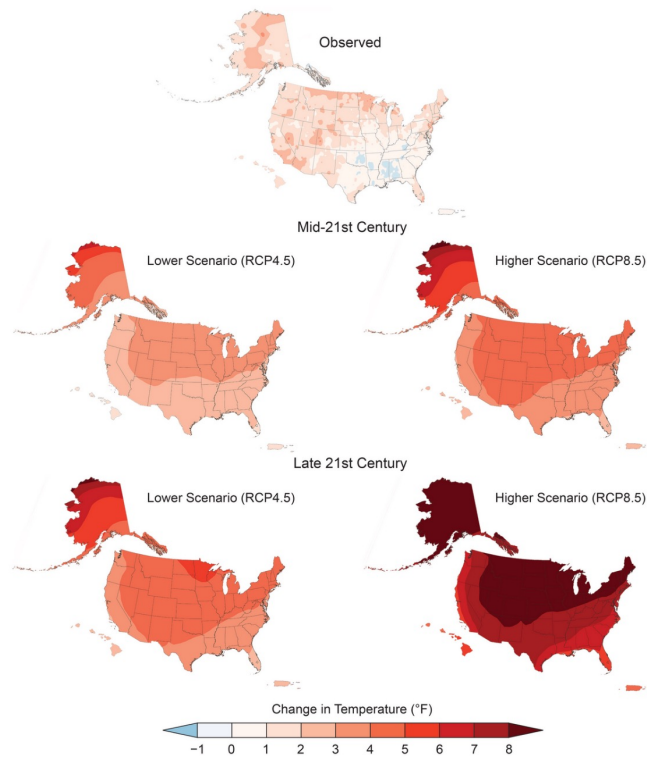 Observed
Mid-21st Century
Lower Scenario (RCP4.5)
Higher Scenario (RCP8.5)
Late 21st Century
Lower Scenario (RCP4.5)
Higher Scenario (RCP8.5)
Change in Temperature (°F)
−1 0 1 2 3 4 5 6 7 8